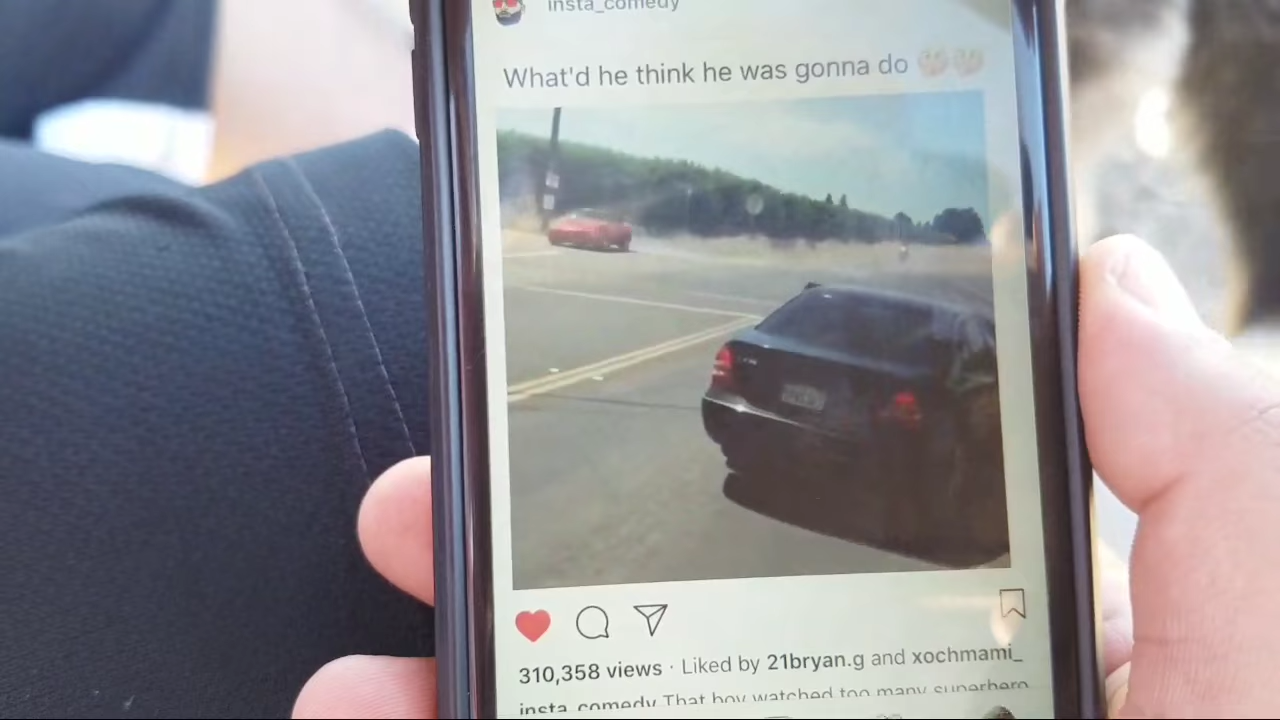 insta_comedy
What'd he think he was gonna do 🤔🤔
310,358 views · Liked by 21bryan.g and xochmami_
insta_comedy That boy watched too many superhero